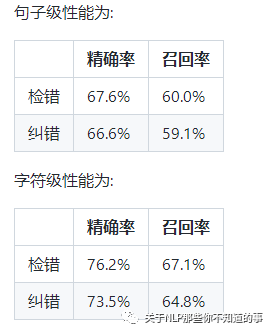 句子级性能为:
精确率 召回率
检错 67.6% 60.0%
纠错 66.6% 59.1%
字符级性能为:
精确率 召回率
检错 76.2% 67.1%
纠错 73.5% 64.8%
关于NLP那些你不知道的事